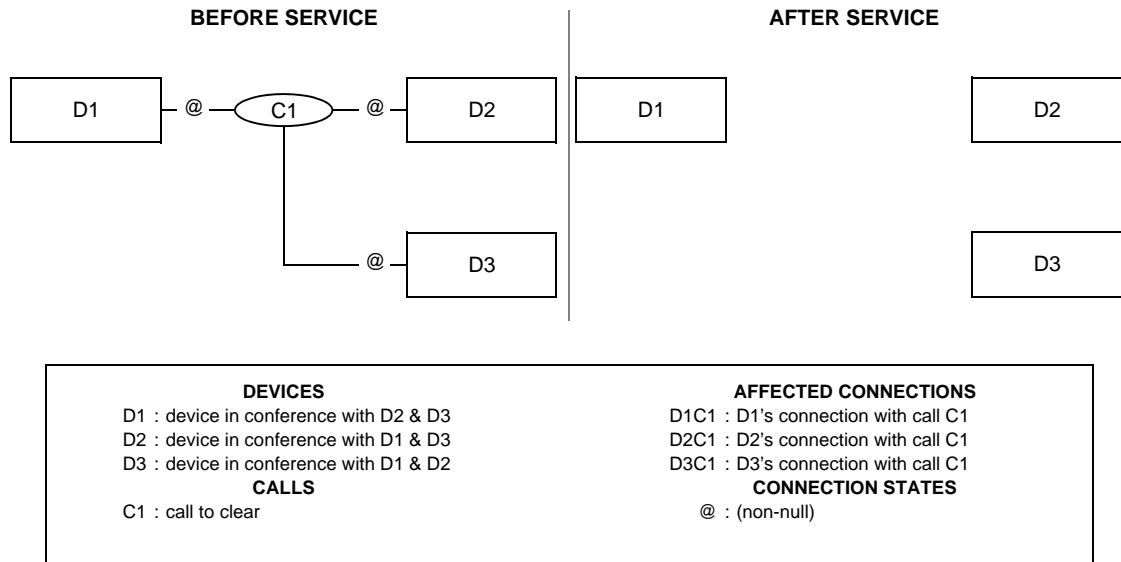 BEFORE SERVICE
AFTER SERVICE
D1 @ C1 @ D2
D1
D2
@ D3
D3
DEVICES
D1 : device in conference with D2 & D3
D2 : device in conference with D1 & D3
D3 : device in conference with D1 & D2
CALLS
C1 : call to clear
AFFECTED CONNECTIONS
D1C1 : D1’s connection with call C1
D2C1 : D2’s connection with call C1
D3C1 : D3’s connection with call C1
CONNECTION STATES
@ : (non-null)